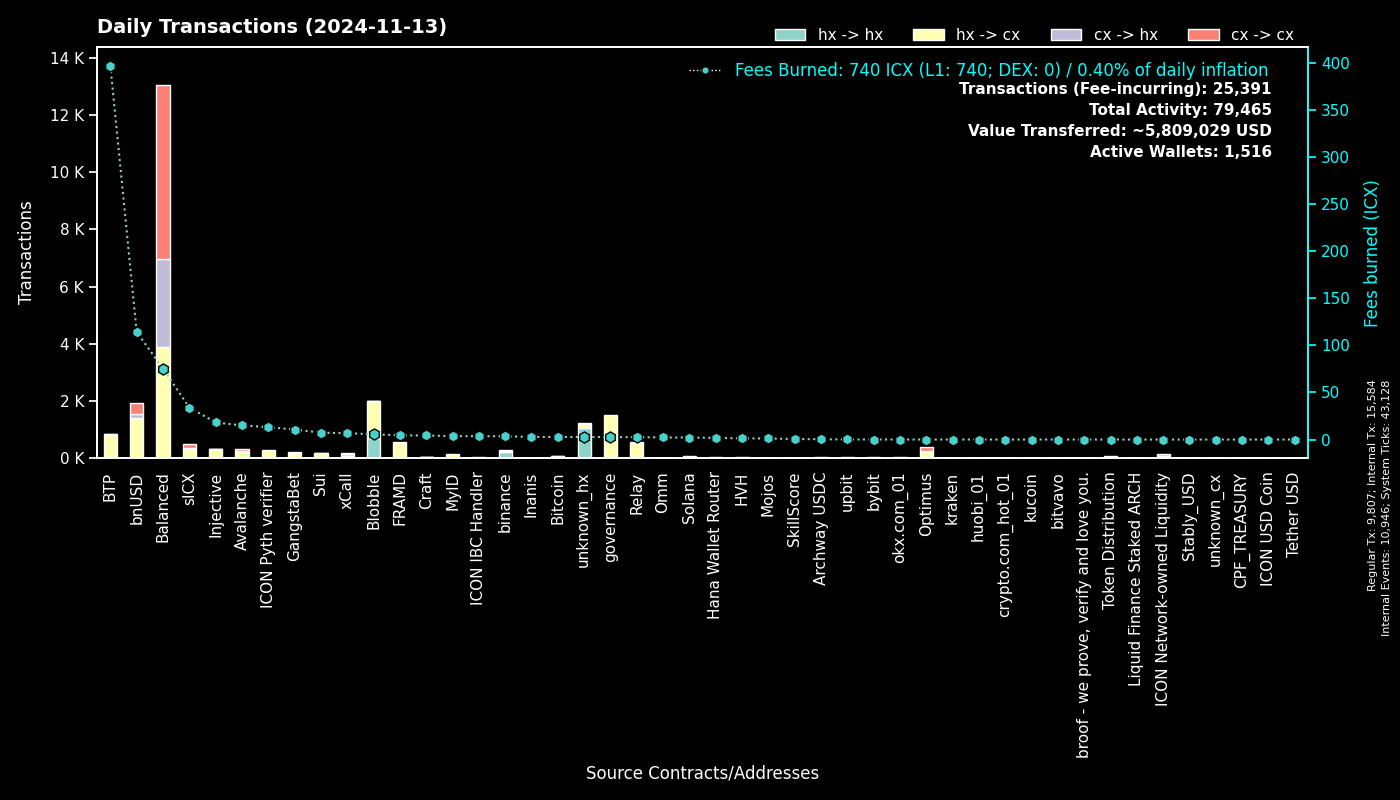 Daily Transactions (2024-11-13)
hx -> hx
hx -> cx
cx -> hx
cx -> cx
Fees Burned: 740 ICX (L1: 740; DEX: 0) / 0.40% of daily inflation
Transactions (Fee-incurring): 25,391
Total Activity: 79,465
Value Transferred: ~5,809,029 USD
Active Wallets: 1,516
Transactions
14 K
12 K
10 K
8 K
6 K
4 K
2 K
0 K
400
350
300
250
200
150
100
50
0
Fees burned (ICX)
Regular Tx: 9,807; Internal Tx: 15,584
Internal Events: 10,946; System Ticks: 43,128
BTP
bnUSD
Balanced
sICX
Injective
Avalanche
ICON Pyth verifier
GangstaBet
Sui
xCall
Blobble
FRAMD
Craft
MyID
ICON IBC Handler
binance
Inanis
Bitcoin
unknown_hx
governance
Relay
Omm
Solana
Hana Wallet Router
HVH
Mojos
SkillScore
Archway USDC
upbit
bybit
okx.com_01
Optimus
kraken
huobi_01
crypto.com_hot_01
kucoin
bitvavo
broof - we prove, verify and love you.
Token Distribution
Liquid Finance Staked ARCH
ICON Network-owned Liquidity
Stably_USD
unknown_cx
CPF_TREASURY
ICON USD Coin
Tether USD
Source Contracts/Addresses